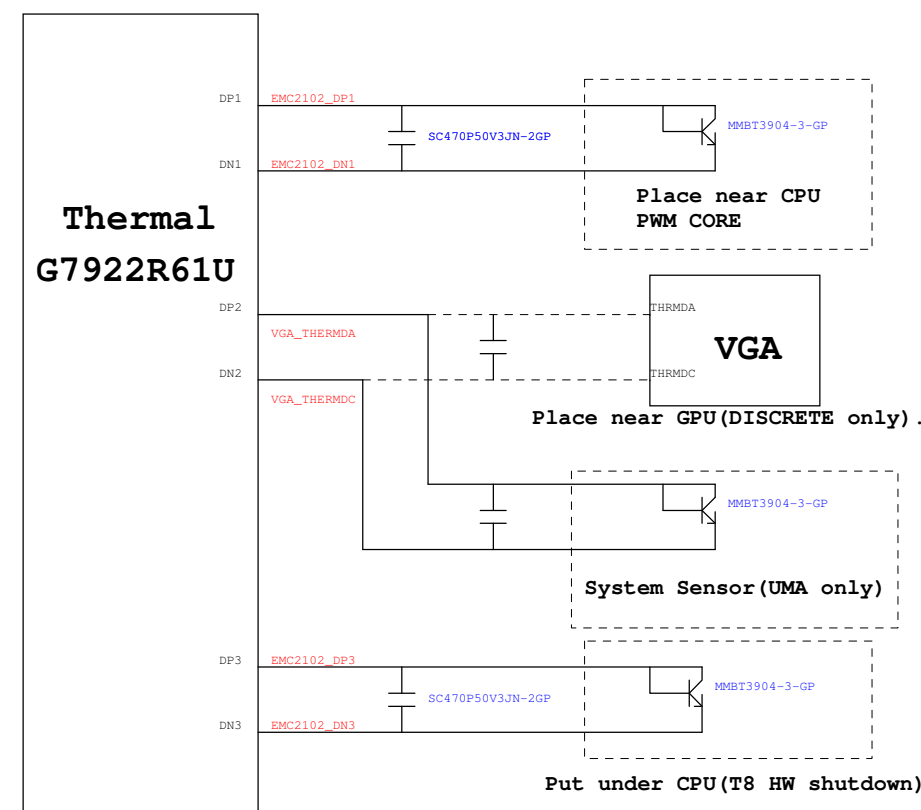 DP1 EMC2102_DP1
MMBT3904-3-GP
SC470P50V3JN-2GP
DN1 EMC2102_DN1
Place near CPU
PWM CORE
Thermal
G7922R61U
DP2
THRMDA
VGA_THERMDA
VGA
DN2
THRMDC
VGA_THERMDC
Place near GPU(DISCRETE only).
MMBT3904-3-GP
System Sensor(UMA only)
DP3 EMC2102_DP3
MMBT3904-3-GP
SC470P50V3JN-2GP
DN3 EMC2102_DN3
Put under CPU(T8 HW shutdown)